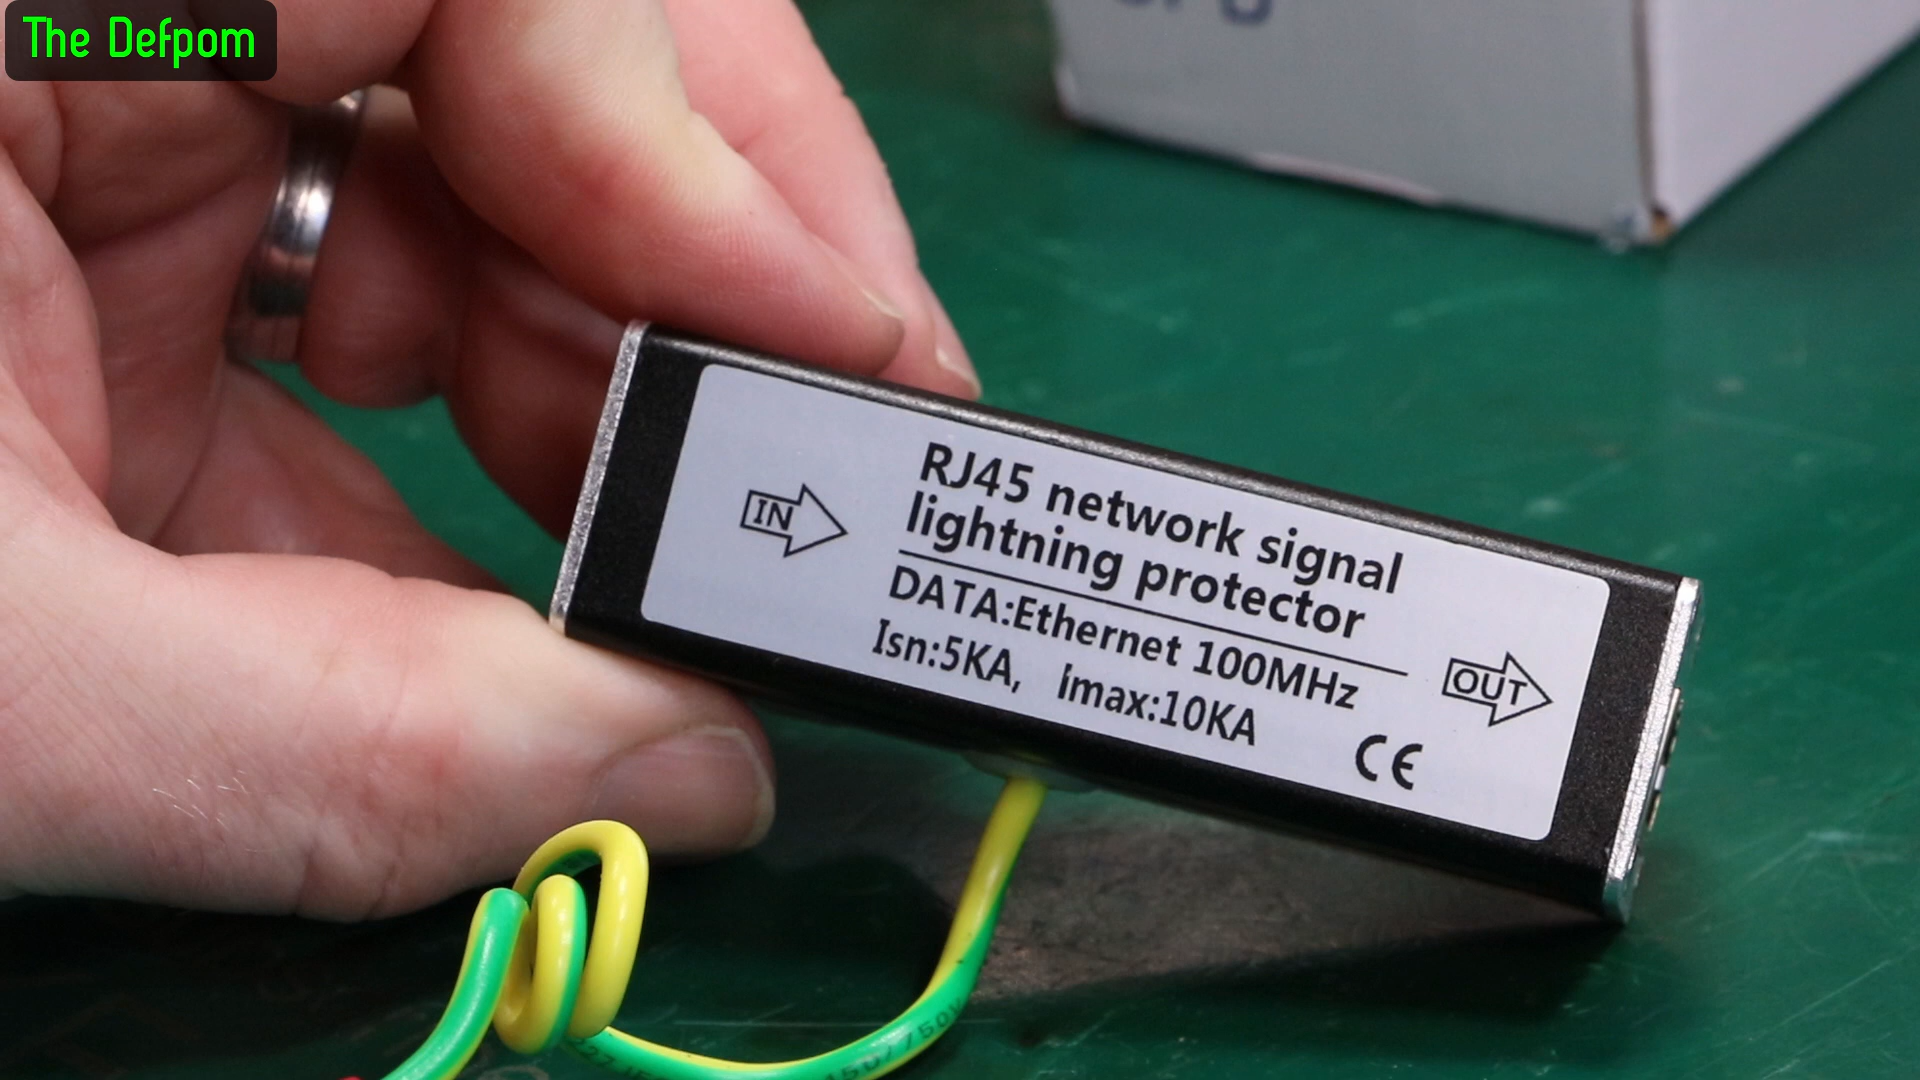 The Defpom
IN
RJ45 network signal
lightning protector
DATA:Ethernet 100MHz
Isn:5KA, imax:10KA
OUT
CE